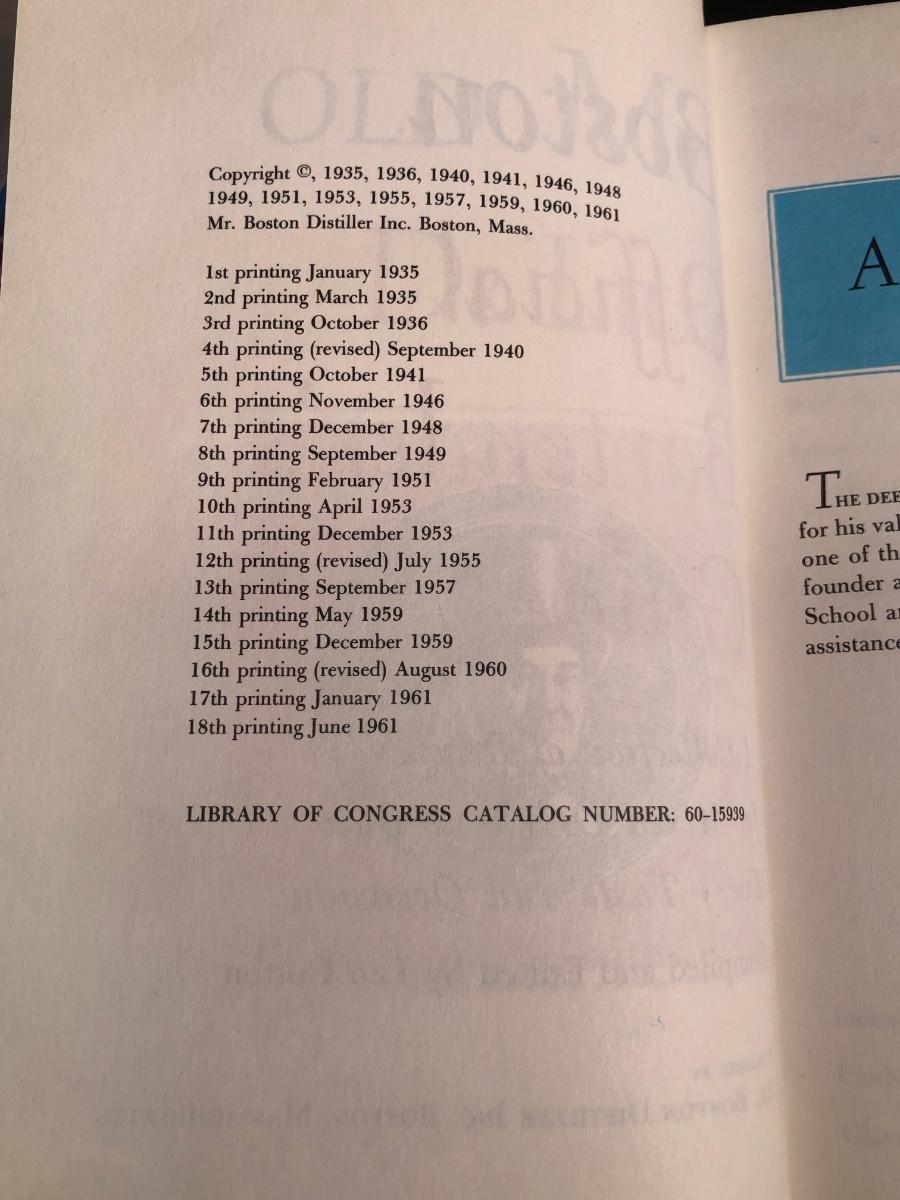 Copyright ©, 1935, 1936, 1940, 1941, 1946, 1948
1949, 1951, 1953, 1955, 1957, 1959, 1960, 1961
Mr. Boston Distiller Inc. Boston, Mass.
1st printing January 1935
2nd printing March 1935
3rd printing October 1936
4th printing (revised) September 1940
5th printing October 1941
6th printing November 1946
7th printing December 1948
8th printing September 1949
9th printing February 1951
10th printing April 1953
11th printing December 1953
12th printing (revised) July 1955
13th printing September 1957
14th printing May 1959
15th printing December 1959
16th printing (revised) August 1960
17th printing January 1961
18th printing June 1961
LIBRARY OF CONGRESS CATALOG NUMBER: 60-15939
A
THE DEE
for his val
one of th
founder a
School a
assistance